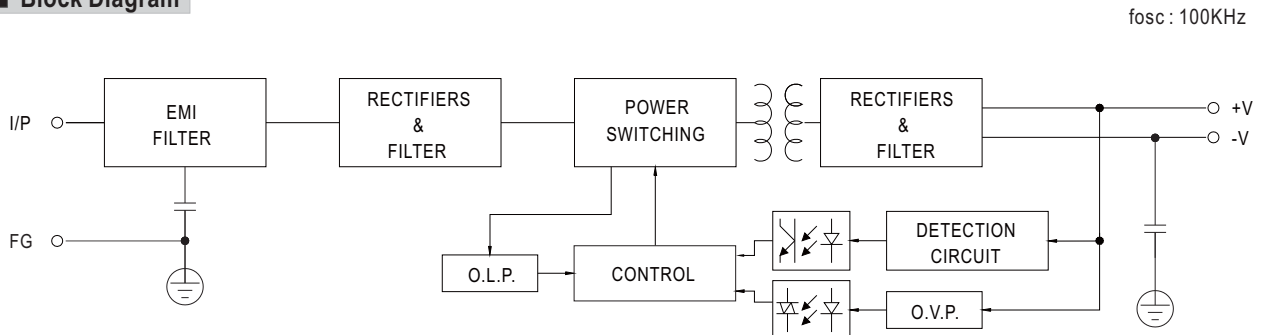 Block Diagram
fosc : 100KHz
I/P
EMI
FILTER
RECTIFIERS
&
FILTER
POWER
SWITCHING
RECTIFIERS
&
FILTER
+V
-V
FG
O.L.P.
CONTROL
DETECTION
CIRCUIT
O.V.P.